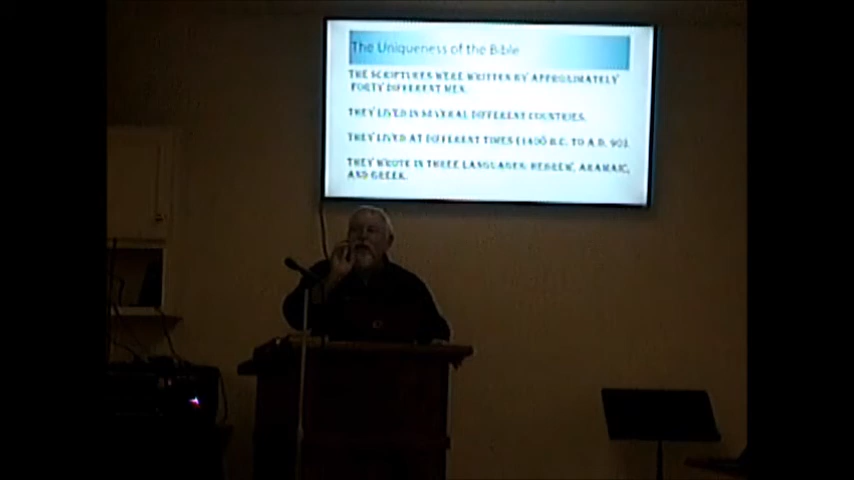 The Uniqueness of the Bible
THE SCRIPTURES WERE WRITTEN BY APPROXIMATELY
FORTY DIFFERENT MEN.
THEY LIVED IN SEVERAL DIFFERENT COUNTRIES.
THEY LIVED AT DIFFERENT TIMES (1400 B.C. TO A.D. 90).
THEY WROTE IN THREE LANGUAGES: HEBREW, ARAMAIC,
AND GREEK.